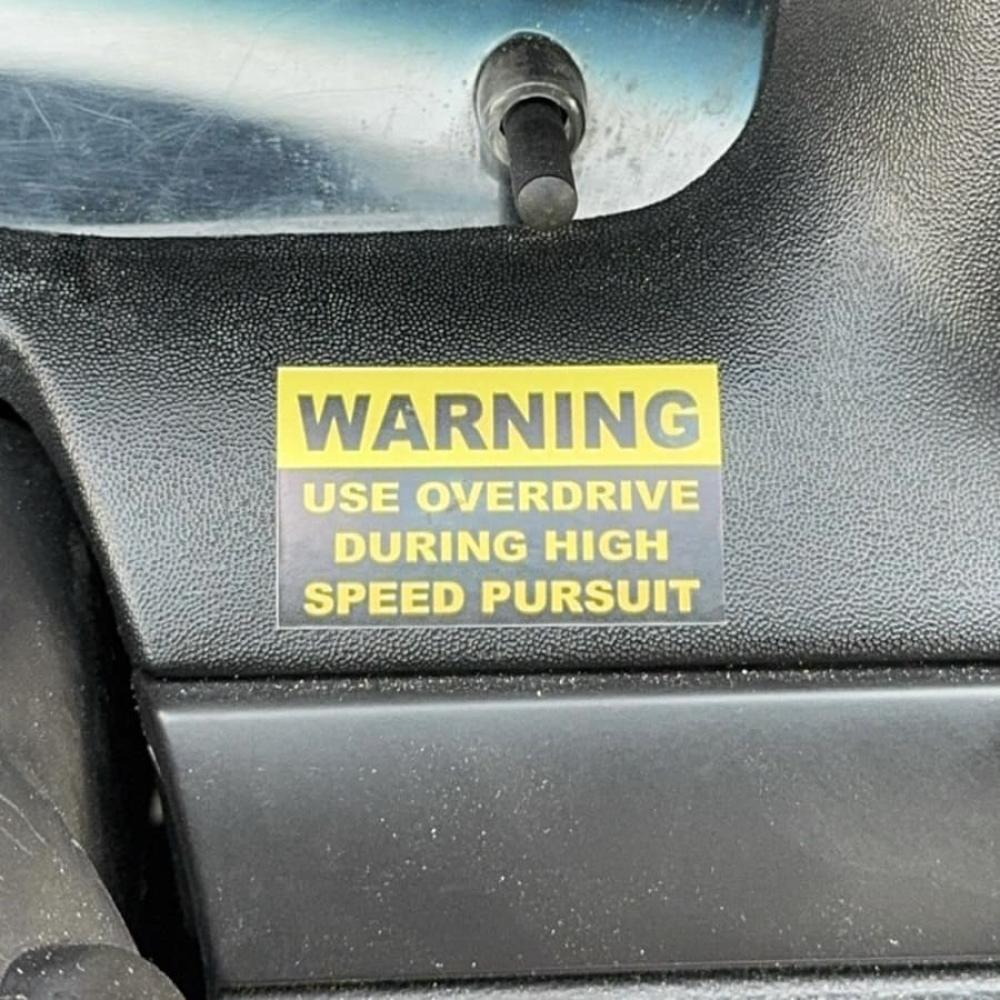 WARNING
USE OVERDRIVE
DURING HIGH
SPEED PURSUIT